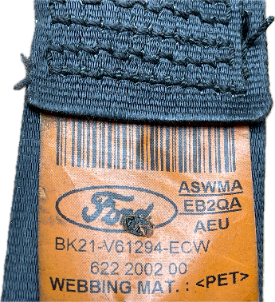 ASWMA
Ford EB2QA
AEU
BK21-V61294-ECW
622 2002 00
WEBBING MAT. : <PET>